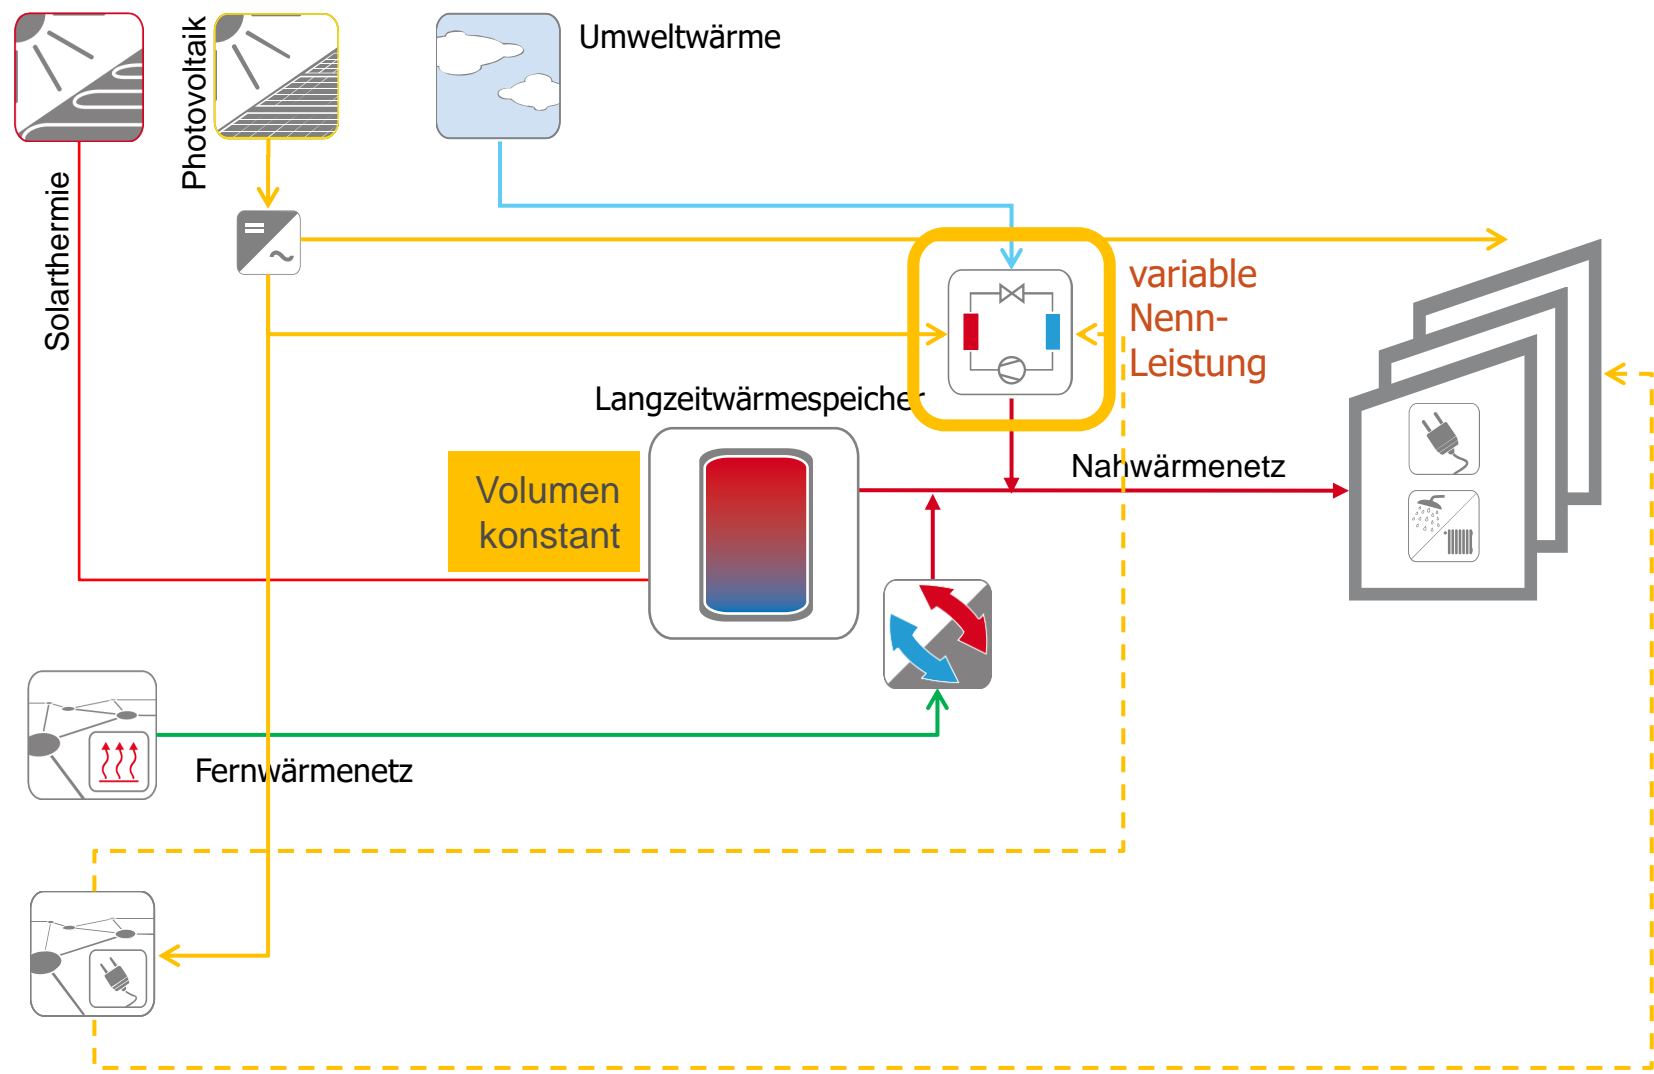 Umweltwärme
Photovoltaik
Solarthermie
variable
Nenn-
Leistung
Langzeitwärmespeicher
Volumen
konstant
Nahwärmenetz
Fernwärmenetz